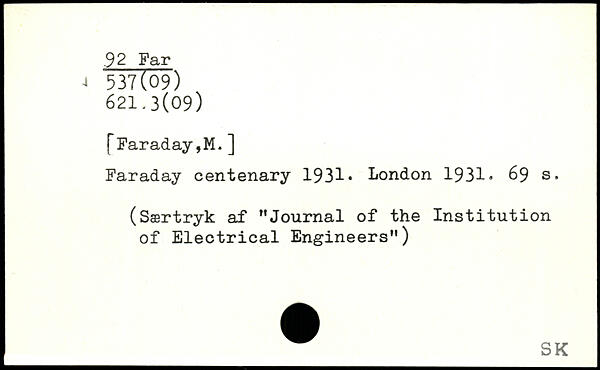 92 Far
537(09)
621.3(09)
[Faraday,M.]
Faraday centenary 1931. London 1931. 69 s.
(Særtryk af "Journal of the Institution
of Electrical Engineers")
SK